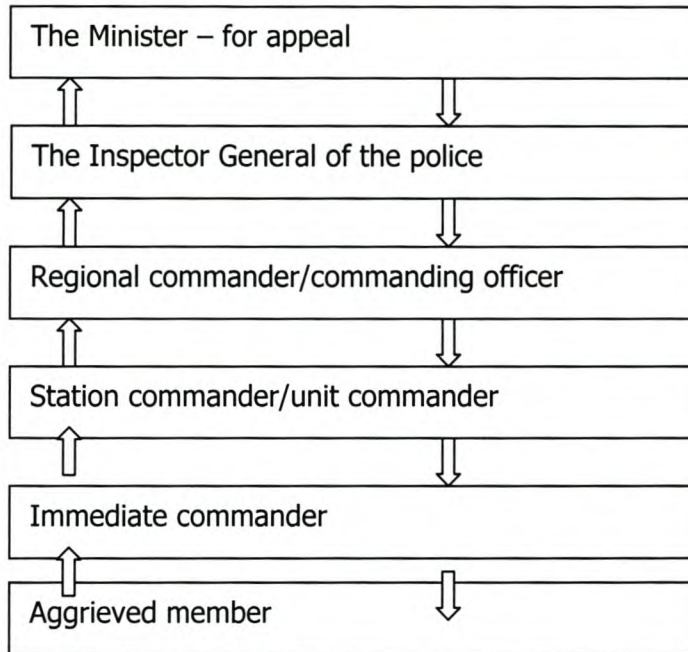 The Minister – for appeal
The Inspector General of the police
Regional commander/commanding officer
Station commander/unit commander
Immediate commander
Aggrieved member